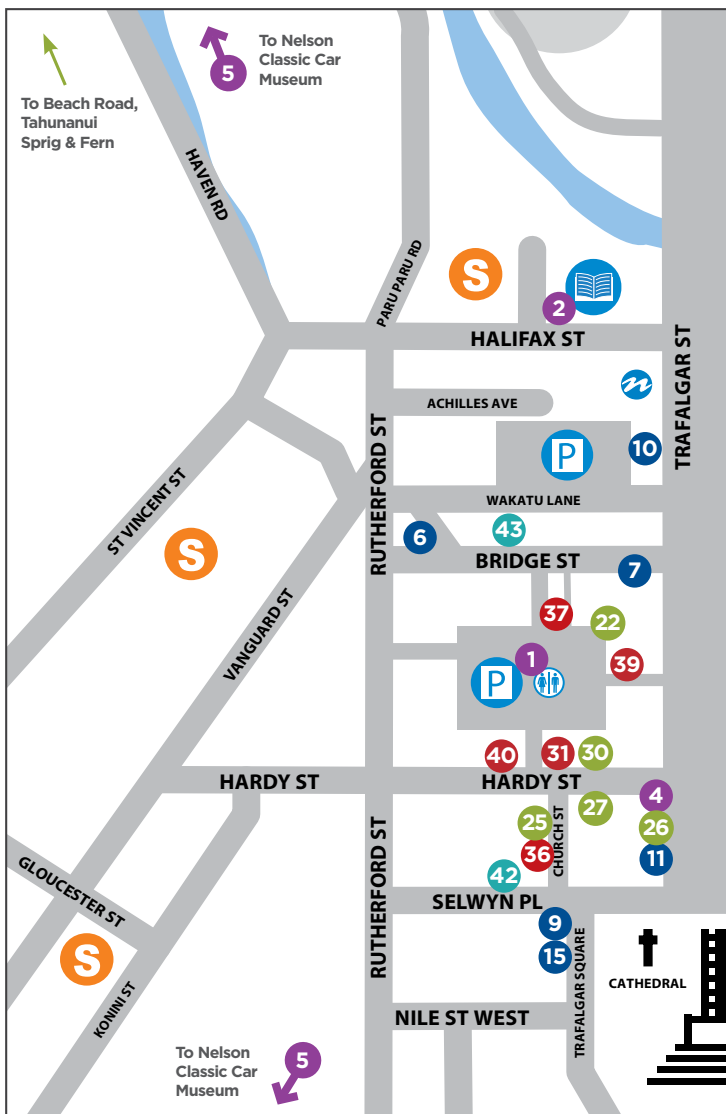 To Nelson
Classic Car
Museum
5
To Beach Road,
Tahunanui
Sprig & Fern
HAVEN RD
PARU PARU RD
S
2
HALIFAX ST
TRAFALGAR ST
ACHILLES AVE
10
P
RUTHERFORD ST
WAKATU LANE
ST VINCENT ST
43
6
S
BRIDGE ST
7
VANGUARD ST
37
22
1
39
P
40
31
30
HARDY ST
HARDY ST
4
25
27
26
CHURCH ST
36
11
42
RUTHERFORD ST
GLOUCESTER ST
SELWYN PL
9
S
15
TRAFALGAR SQUARE
CATHEDRAL
KONINI ST
NILE ST WEST
To Nelson
Classic Car
Museum
5